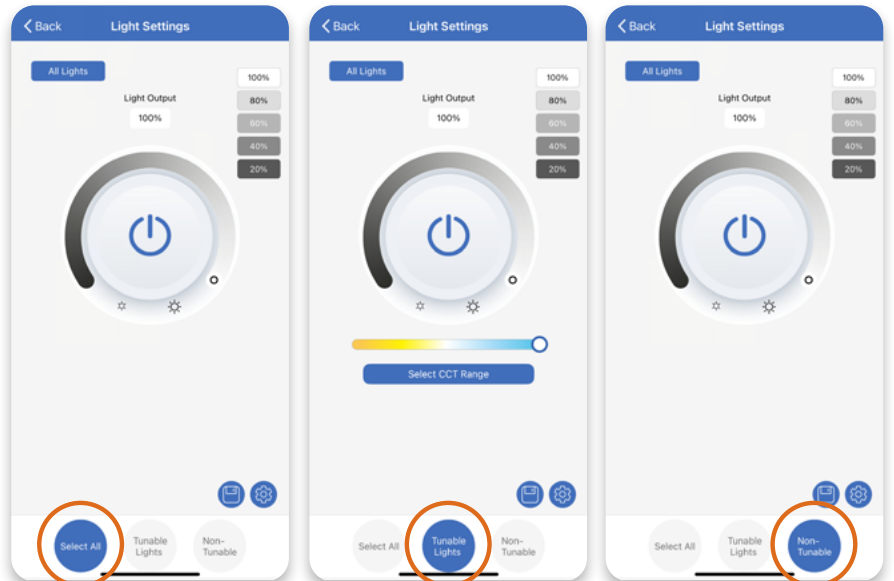 Back Light Settings
All Lights
100%
Light Output
80%
100%
60%
40%
20%
Select All
Tunable
Lights
Non-
Tunable
Back Light Settings
All Lights
100%
Light Output
80%
100%
60%
40%
20%
Select CCT Range
Select All
Tunable
Lights
Non-
Tunable
Back Light Settings
All Lights
100%
Light Output
80%
100%
60%
40%
20%
Select All
Tunable
Lights
Non-
Tunable